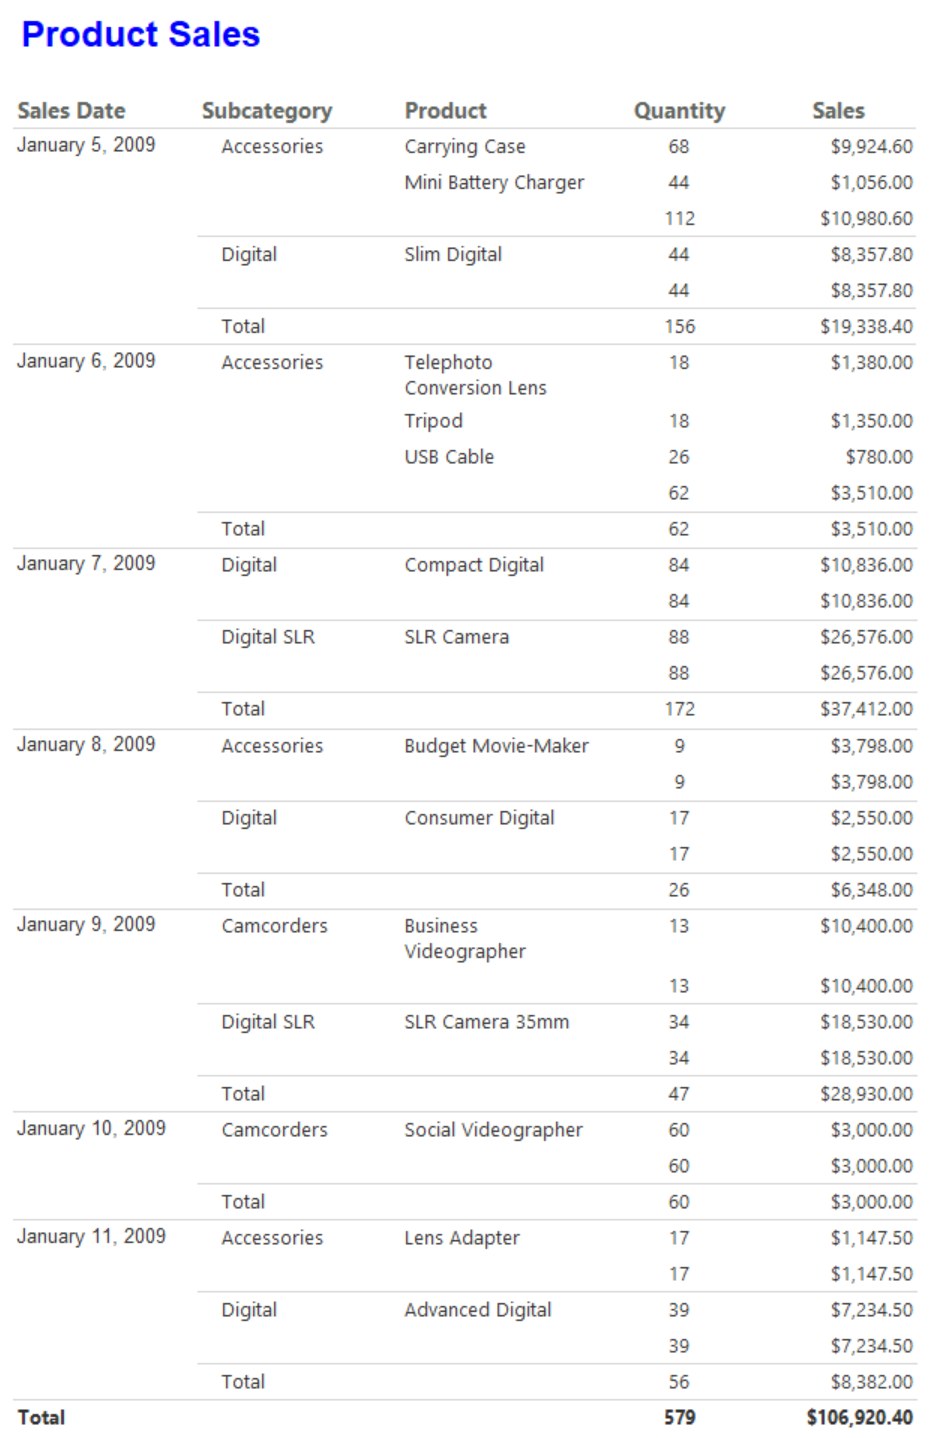 Product Sales
Sales Date Subcategory Product Quantity Sales
January 5, 2009 Accessories Carrying Case 68 $9,924.60
Mini Battery Charger 44 $1,056.00
112 $10,980.60
Digital Slim Digital 44 $8,357.80
44 $8,357.80
Total 156 $19,338.40
January 6, 2009 Accessories Telephoto 18 $1,380.00
Conversion Lens
Tripod 18 $1,350.00
USB Cable 26 $780.00
62 $3,510.00
Total 62 $3,510.00
January 7, 2009 Digital Compact Digital 84 $10,836.00
84 $10,836.00
Digital SLR SLR Camera 88 $26,576.00
88 $26,576.00
Total 172 $37,412.00
January 8, 2009 Accessories Budget Movie-Maker 9 $3,798.00
9 $3,798.00
Digital Consumer Digital 17 $2,550.00
17 $2,550.00
Total 26 $6,348.00
January 9, 2009 Camcorders Business 13 $10,400.00
Videographer
13 $10,400.00
Digital SLR SLR Camera 35mm 34 $18,530.00
34 $18,530.00
Total 47 $28,930.00
January 10, 2009 Camcorders Social Videographer 60 $3,000.00
60 $3,000.00
Total 60 $3,000.00
January 11, 2009 Accessories Lens Adapter 17 $1,147.50
17 $1,147.50
Digital Advanced Digital 39 $7,234.50
39 $7,234.50
Total 56 $8,382.00
Total 579 $106,920.40